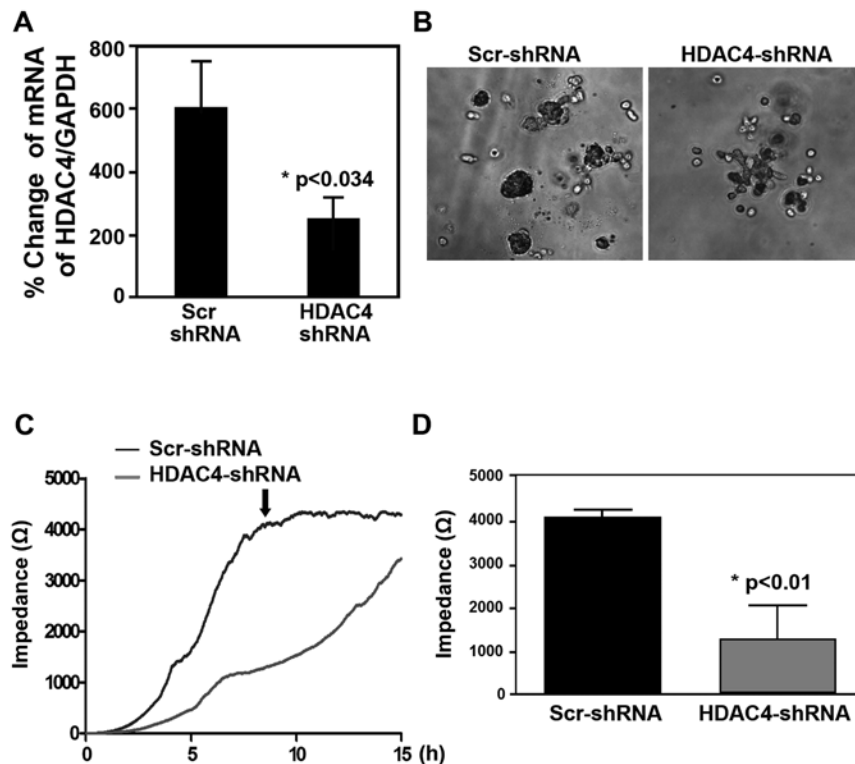 A
% Change of mRNA
of HDAC4/GAPDH
800
600
400
200
0
* p<0.034
Scr
shRNA
HDAC4
shRNA
B
Scr-shRNA
HDAC4-shRNA
C
Scr-shRNA
HDAC4-shRNA
Impedance (Ω)
5000
4000
3000
2000
1000
0
0
5
10
15
(h)
D
Impedance (Ω)
5000
4000
3000
2000
1000
0
* p<0.01
Scr-shRNA
HDAC4-shRNA